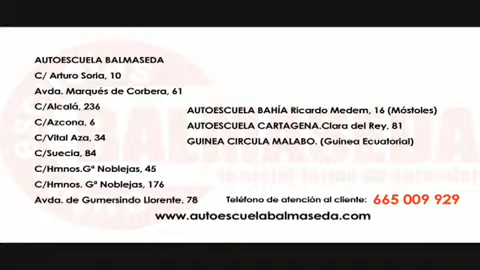 AUTOESCUELA BALMASEDA
C/ Arturo Soria, 10
Avda. Marqués de Corbera, 61
C/Alcalá, 236
C/Azcona, 6
C/Vital Aza, 34
C/Suecia, 84
C/Hmnos.Gª Noblejas, 45
C/Hmnos. Gª Noblejas, 176
Avda. de Gumersindo Llorente, 78
AUTOESCUELA BAHÍA Ricardo Medem, 16 (Móstoles)
AUTOESCUELA CARTAGENA.Clara del Rey, 81
GUINEA CIRCULA MALABO. (Guinea Ecuatorial)
Teléfono de atención al cliente: 665 009 929
www.autoescuelabalmaseda.com
BALMASEDA